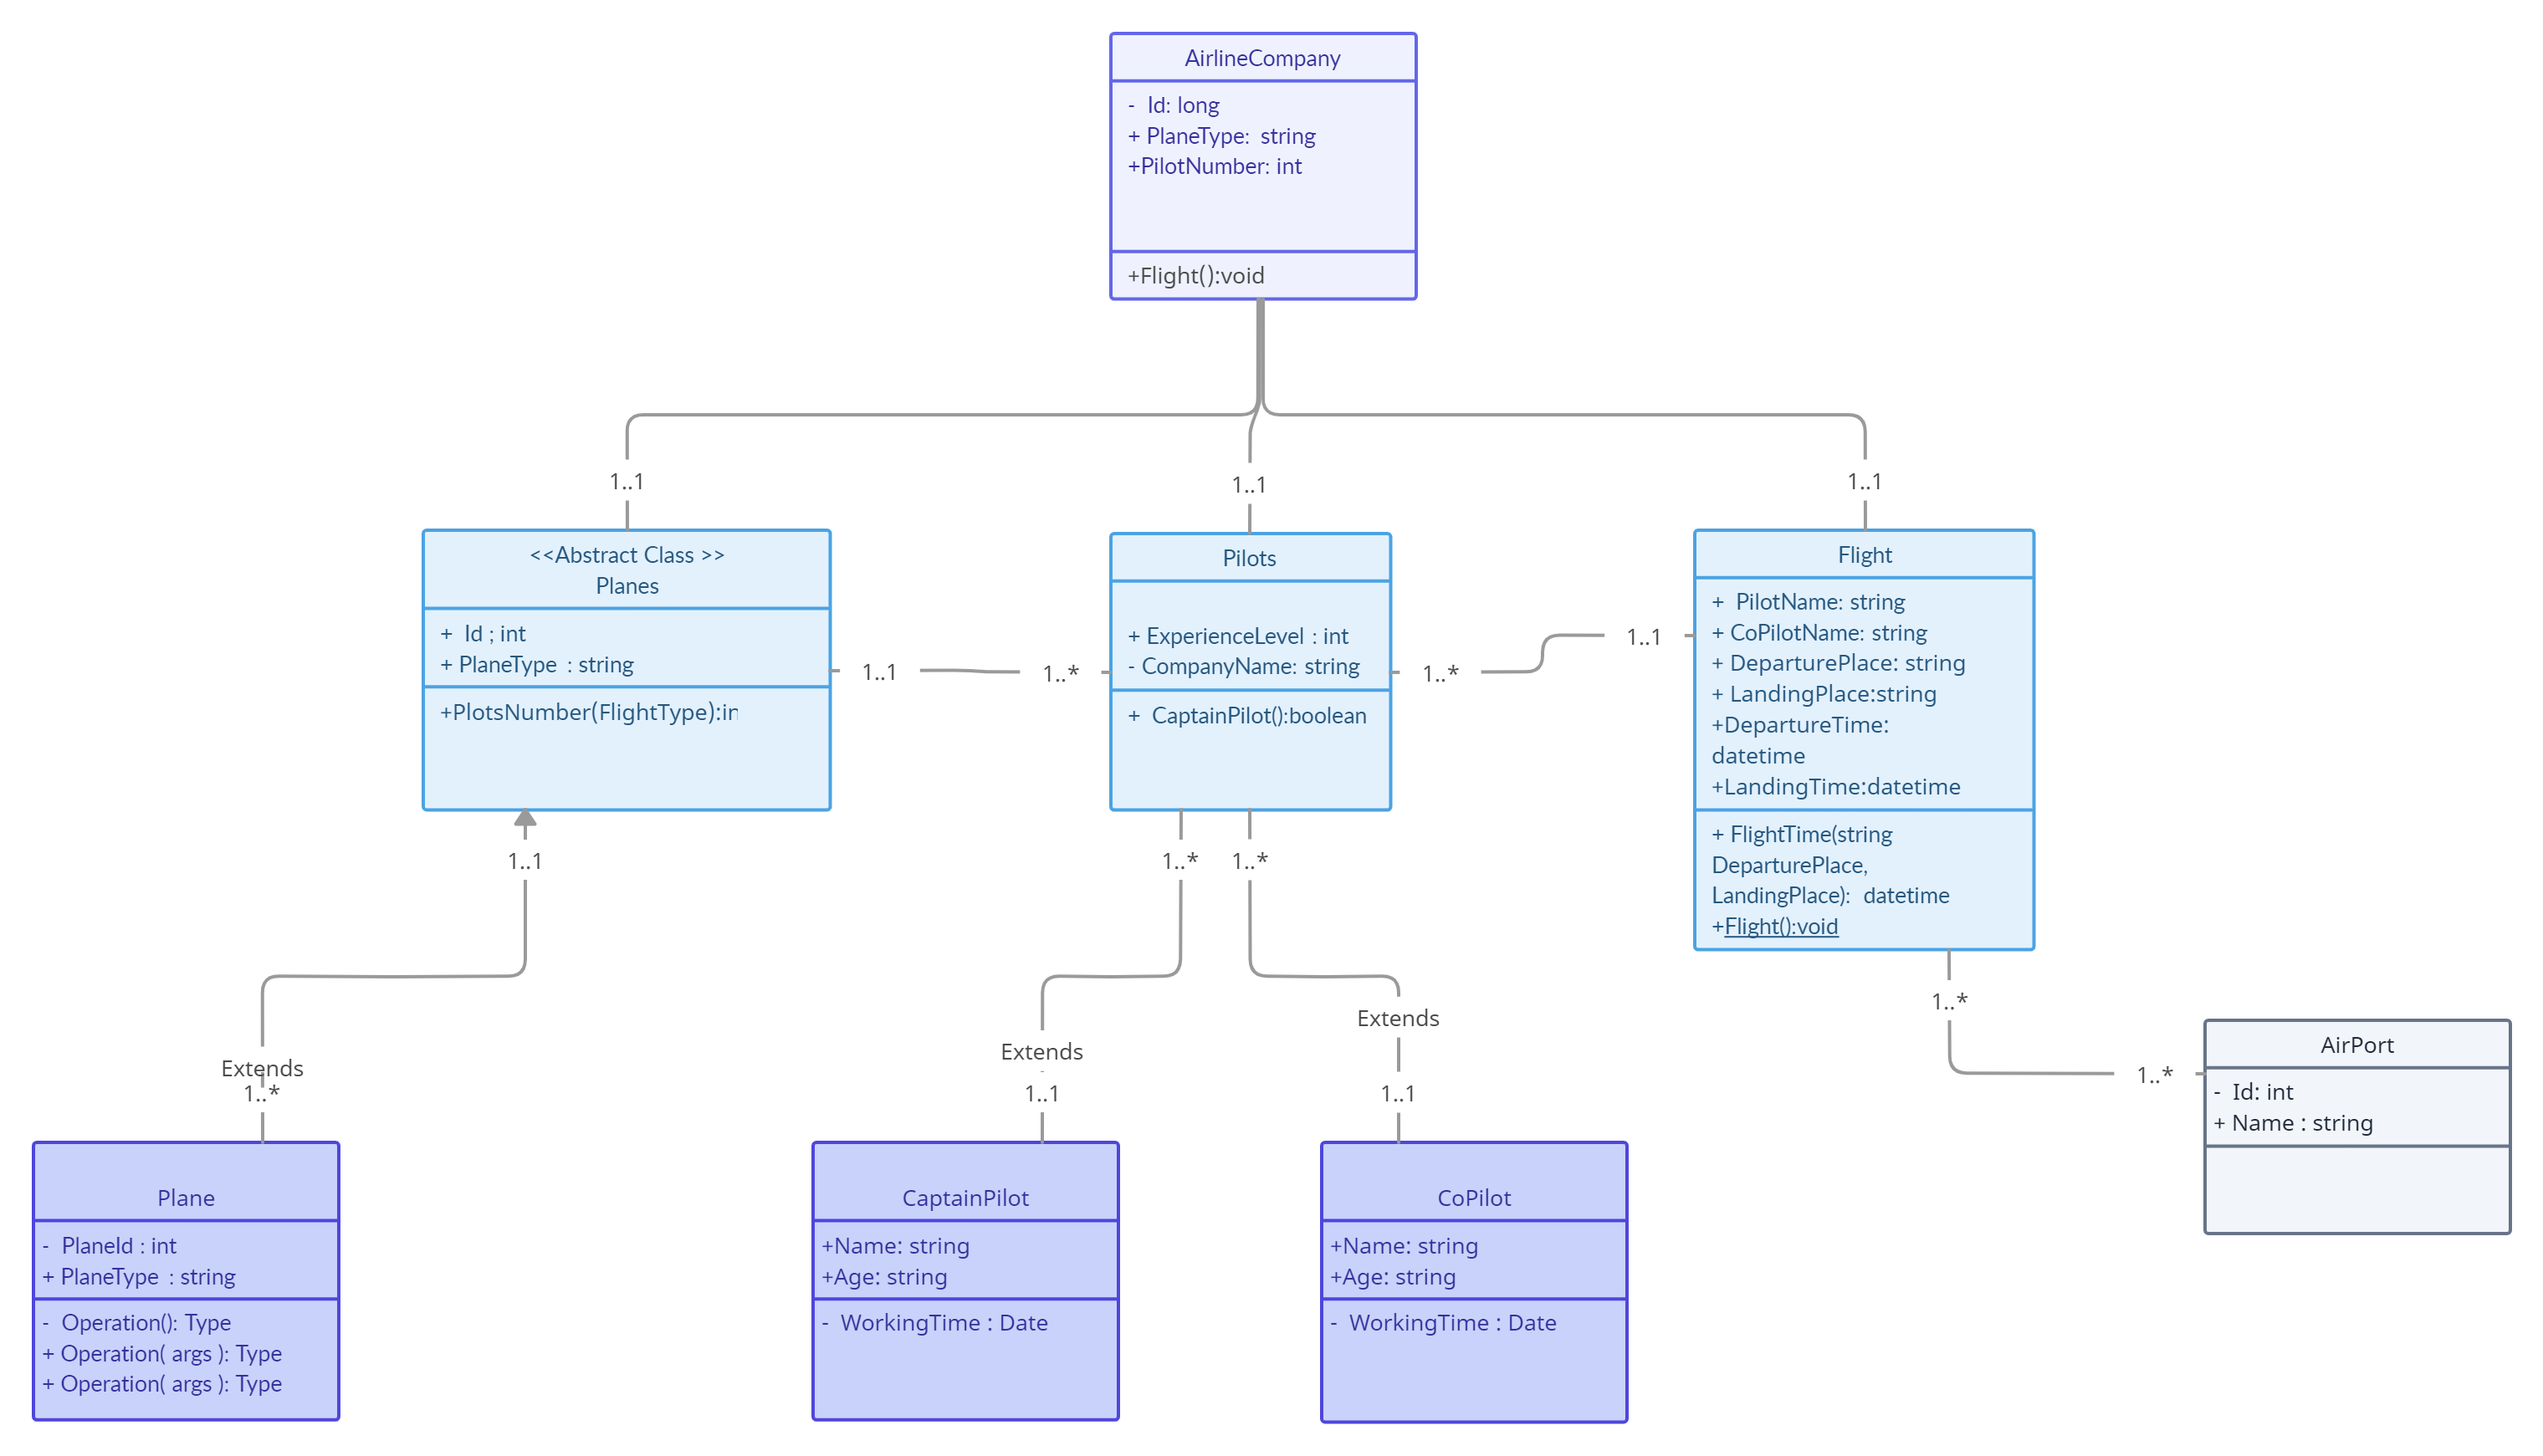 AirlineCompany
-  Id: long
+ PlaneType:  string
+PilotNumber: int
+Flight():void
1..1
1..1
1..1
<<Abstract Class >>
Planes
+  Id ; int
+ PlaneType  : string
+PlotsNumber(FlightType):in
1..1
1..*
Pilots
+ ExperienceLevel : int
- CompanyName: string
+  CaptainPilot():boolean
1..*
1..1
Flight
+  PilotName: string
+ CoPilotName: string
+ DeparturePlace: string
+ LandingPlace:string
+DepartureTime:
datetime
+LandingTime:datetime
+ FlightTime(string
DeparturePlace,
LandingPlace):  datetime
+Flight():void
1..1
1..*
1..*
1..*
1..*
Extends
1..*
Extends
1..1
Extends
1..1
AirPort
-  Id: int
+ Name : string
Plane
-  PlaneId : int
+ PlaneType  : string
-  Operation(): Type
+ Operation( args ): Type
+ Operation( args ): Type
CaptainPilot
+Name: string
+Age: string
-  WorkingTime : Date
CoPilot
+Name: string
+Age: string
-  WorkingTime : Date